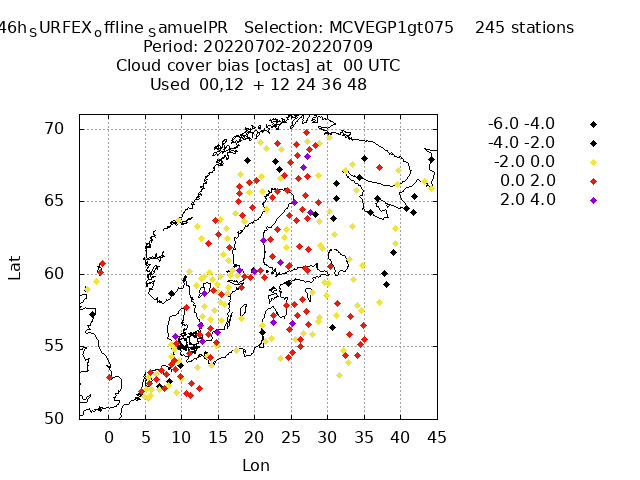 46h_SURFEX_offline_SamuelPR Selection: MCVEGP1gt075 245 stations
Period: 20220702-20220709
Cloud cover bias [octas] at 00 UTC
Used 00,12 + 12 24 36 48
70
65
60
55
50
Lat
0 5 10 15 20 25 30 35 40 45
Lon
-6.0 -4.0
-4.0 -2.0
-2.0 0.0
0.0 2.0
2.0 4.0